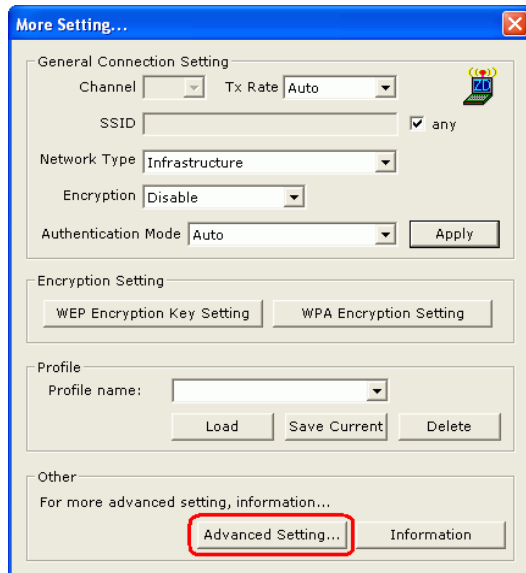 More Setting...
General Connection Setting
Channel Tx Rate Auto
ZD
SSID any
Network Type Infrastructure
Encryption Disable
Authentication Mode Auto Apply
Encryption Setting
WEP Encryption Key Setting WPA Encryption Setting
Profile
Profile name:
Load Save Current Delete
Other
For more advanced setting, information...
Advanced Setting... Information